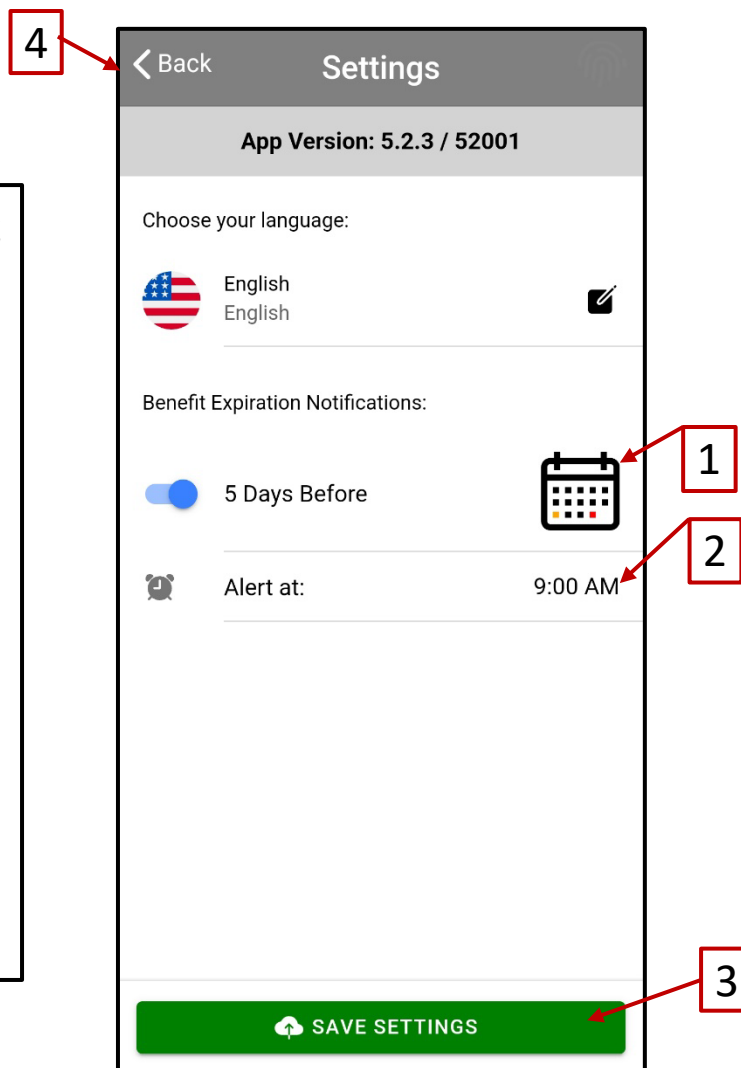 4
Back
Settings
App Version: 5.2.3 / 52001
Choose your language:
English
English
Benefit Expiration Notifications:
1
5 Days Before
2
Alert at:
9:00 AM
3
SAVE SETTINGS